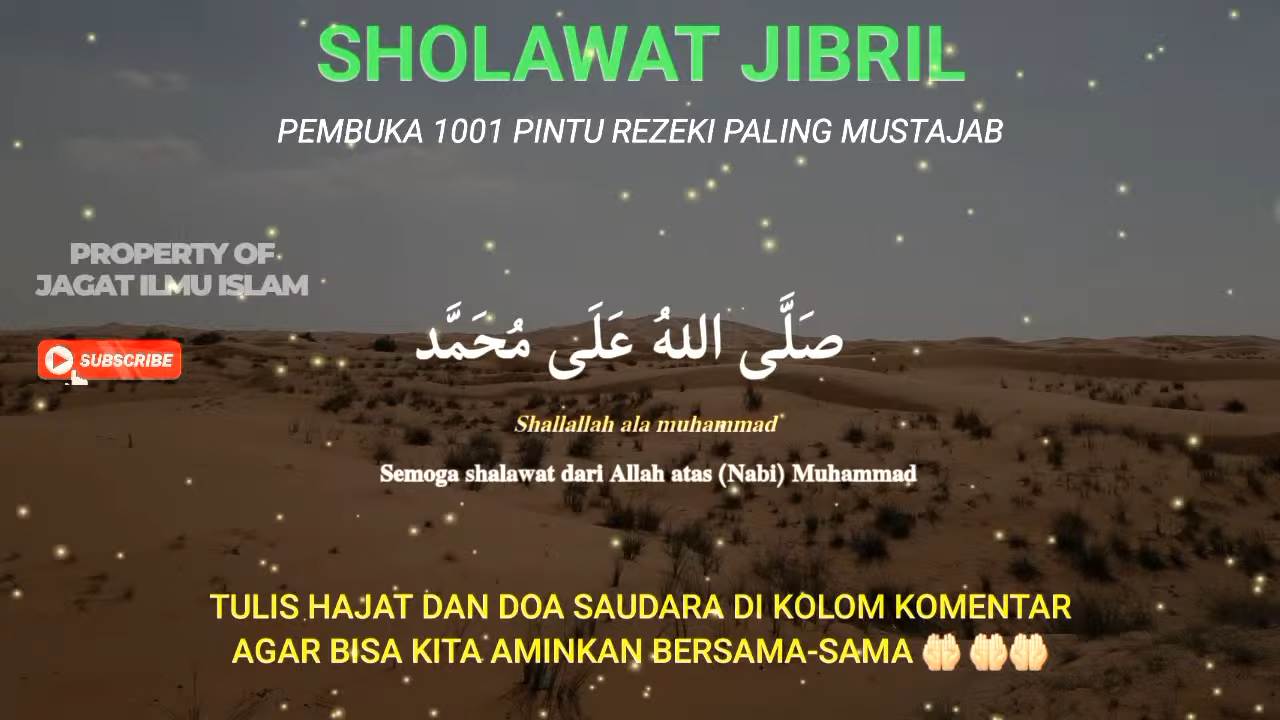 SHOLAWAT JIBRIL
PEMBUKA 1001 PINTU REZEKI PALING MUSTAJAB
PROPERTY OF
JAGAT ILMU ISLAM
SUBSCRIBE
صَلَّى اللهُ عَلَى مُحَمَّد
Shallallah ala muhammad
Semoga shalawat dari Allah atas (Nabi) Muhammad
TULIS HAJAT DAN DOA SAUDARA DI KOLOM KOMENTAR
AGAR BISA KITA AMINKAN BERSAMA-SAMA 🤲🏻🤲🏻🤲🏻